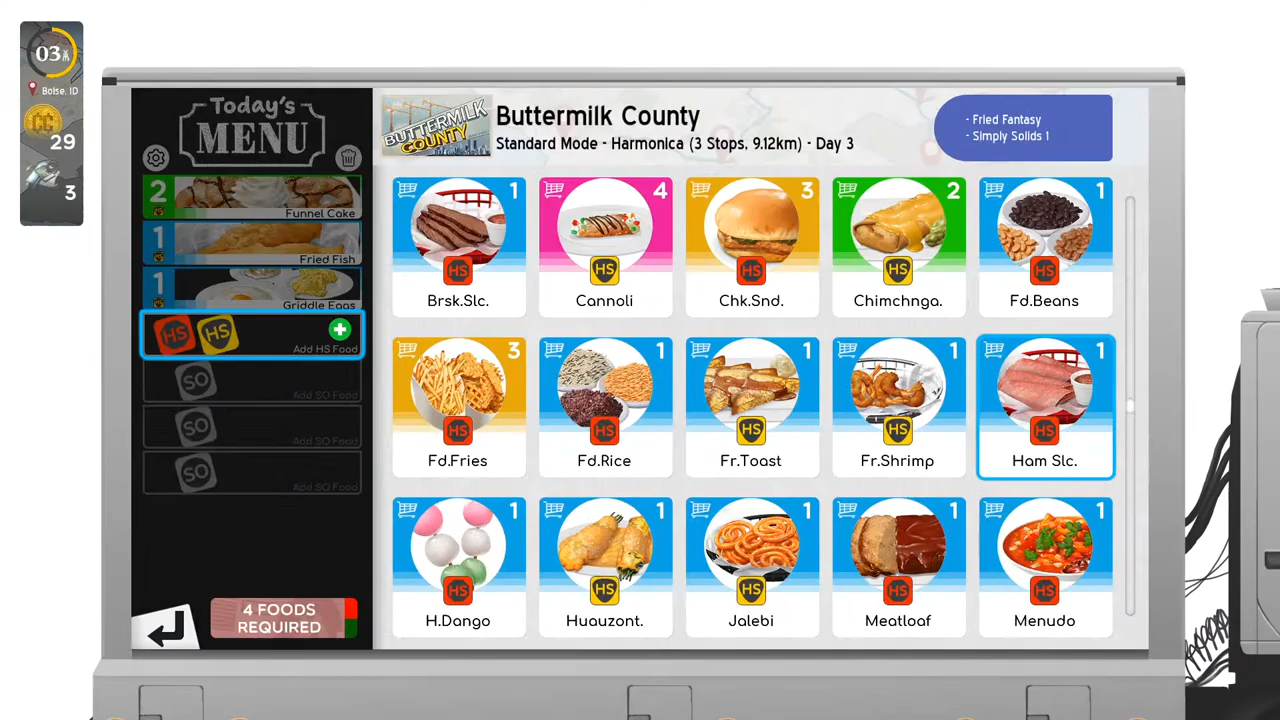 03
Boise, ID
CC
29
3
Today's
MENU
2
Funnel Cake
1
Fried Fish
1
Griddle Eggs
HS HS
Add HS Food
SO
Add SO Food
SO
Add SO Food
SO
Add SO Food
4 FOODS
REQUIRED
BUTTERMILK
COUNTY
Buttermilk County
Standard Mode - Harmonica (3 Stops, 9.12km) - Day 3
- Fried Fantasy
- Simply Solids 1
1 4 3 2 1
HS HS HS HS HS
Brsk.Slc. Cannoli Chk.Snd. Chimchnga. Fd.Beans
3 1 1 1 1
HS HS HS HS HS
Fd.Fries Fd.Rice Fr.Toast Fr.Shrimp Ham Slc.
1 1 1 1 1
HS HS HS HS HS
H.Dango Huauzont. Jalebi Meatloaf Menudo